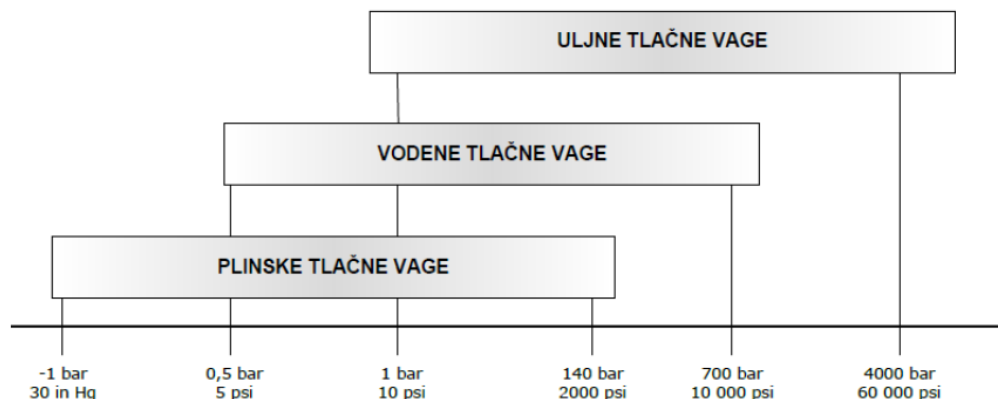 ULJNE TLAČNE VAGE
VODENE TLAČNE VAGE
PLINSKE TLAČNE VAGE
-1 bar 0,5 bar 1 bar 140 bar 700 bar 4000 bar
30 in Hg 5 psi 10 psi 2000 psi 10 000 psi 60 000 psi